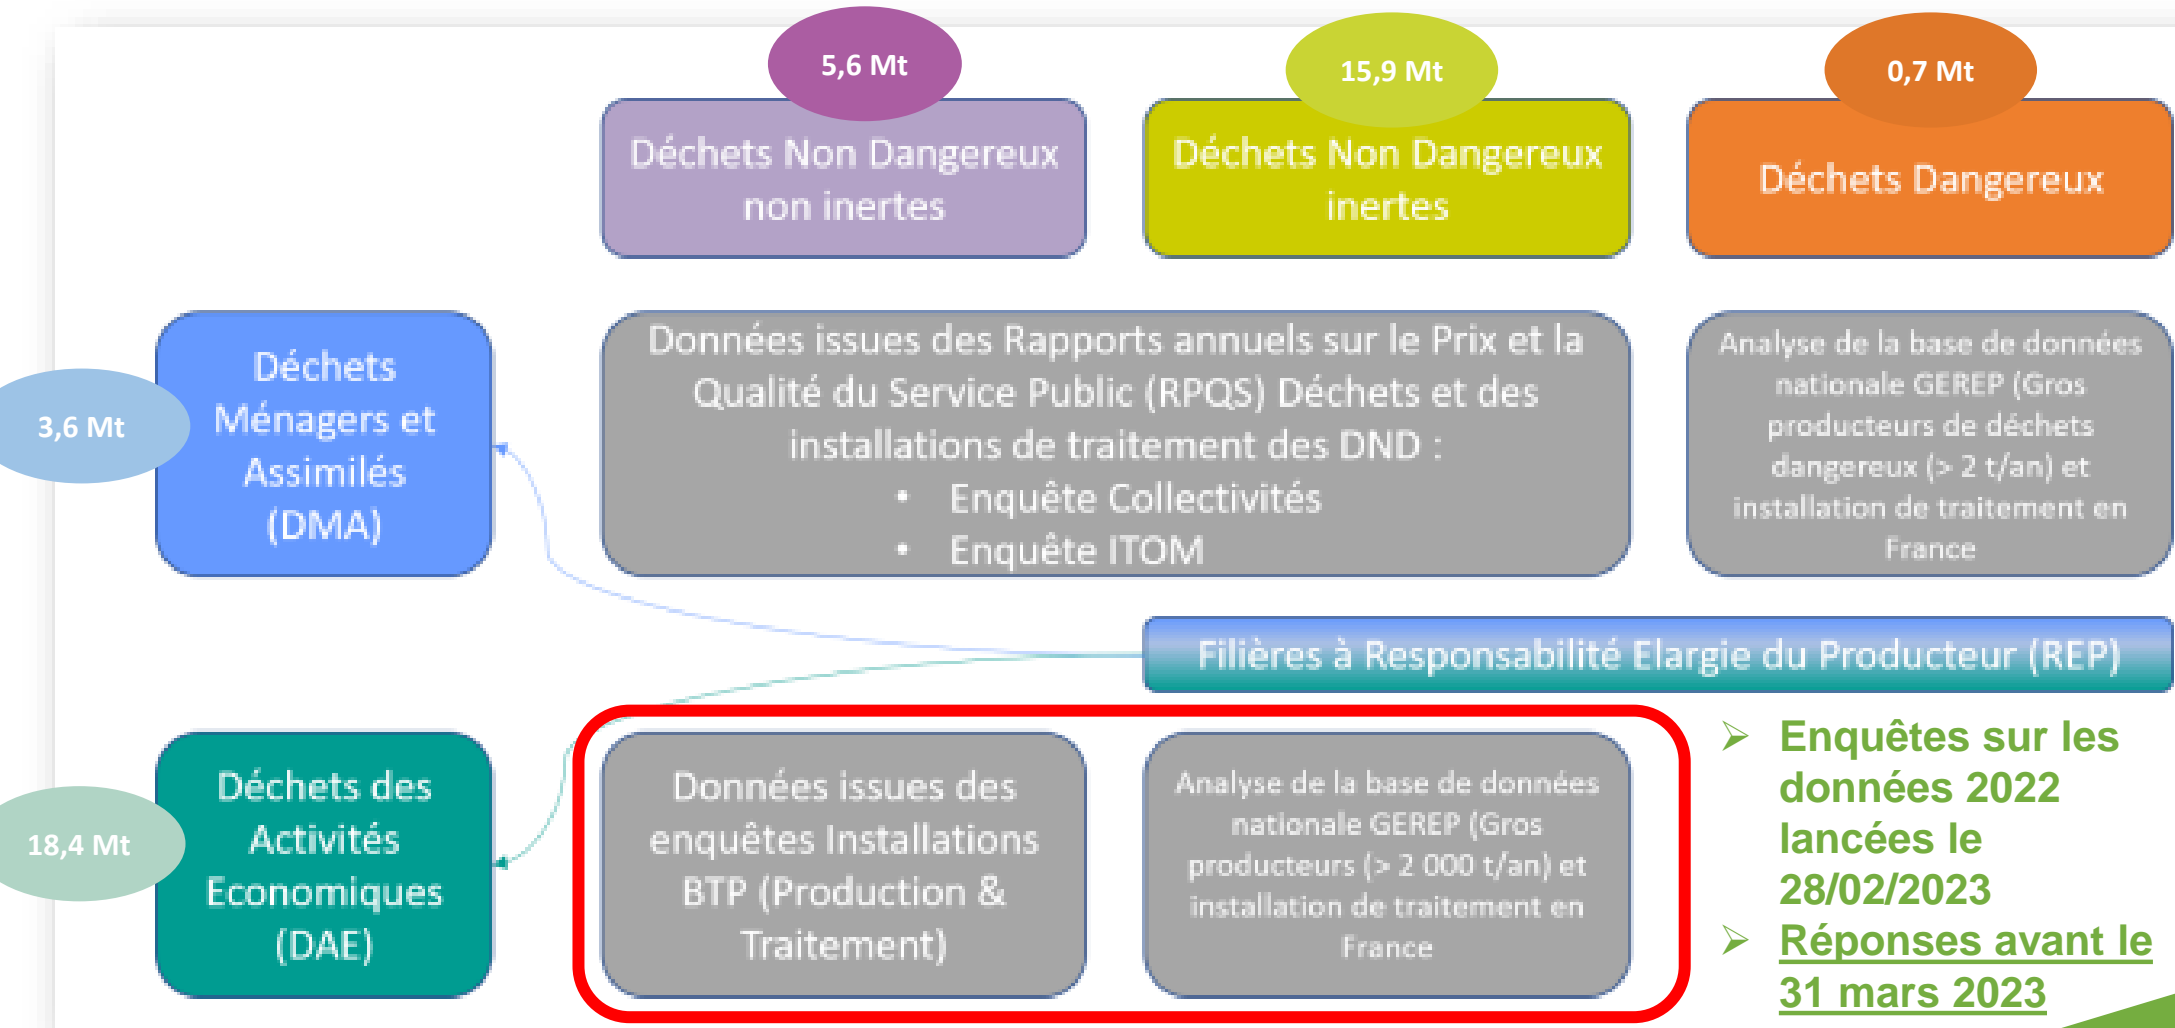 5,6 Mt
15,9 Mt
0,7 Mt
Déchets Non Dangereux
non inertes
Déchets Non Dangereux
inertes
Déchets Dangereux
3,6 Mt
Déchets
Ménagers et
Assimilés
(DMA)
Données issues des Rapports annuels sur le Prix et la
Qualité du Service Public (RPQS) Déchets et des
installations de traitement des DND :
• Enquête Collectivités
• Enquête ITOM
Analyse de la base de données
nationale GEREP (Gros
producteurs de déchets
dangereux (> 2 t/an) et
installation de traitement en
France
Filières à Responsabilité Elargie du Producteur (REP)
18,4 Mt
Déchets des
Activités
Economiques
(DAE)
Données issues des
enquêtes Installations
BTP (Production &
Traitement)
Analyse de la base de données
nationale GEREP (Gros
producteurs (> 2 000 t/an) et
installation de traitement en
France
➢ Enquêtes sur les
données 2022
lancées le
28/02/2023
➢ Réponses avant le
31 mars 2023